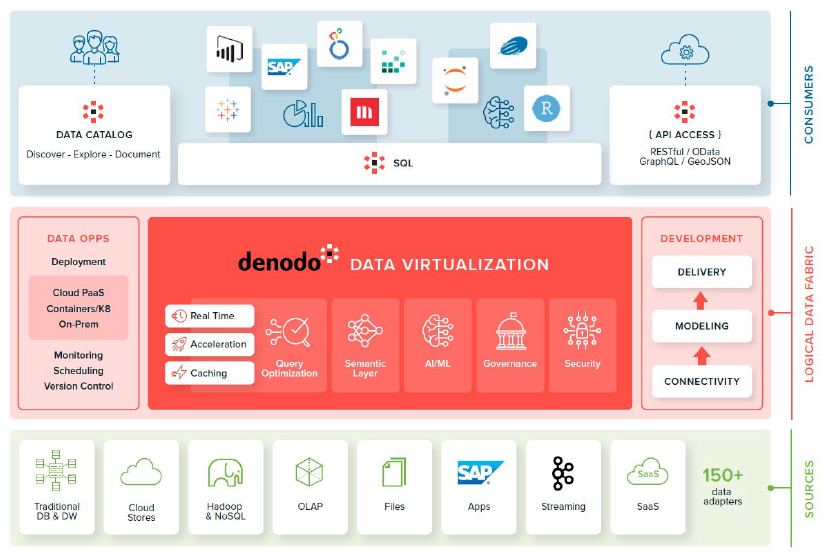 SAP
m
R
DATA CATALOG
Discover - Explore - Document
SQL
{ API ACCESS }
RESTful / OData
GraphQL / GeoJSON
CONSUMERS
DATA OPPS
Deployment
Cloud PaaS
Containers/K8
On-Prem
Monitoring
Scheduling
Version Control
denodo DATA VIRTUALIZATION
Real Time
Acceleration
Caching
Query
Optimization
Semantic
Layer
AI/ML
Governance
Security
DEVELOPMENT
DELIVERY
MODELING
CONNECTIVITY
LOGICAL DATA FABRIC
Traditional
DB & DW
Cloud
Stores
Hadoop
& NoSQL
OLAP
Files
SAP
Apps
Streaming
SaaS
SaaS
150+
data
adapters
SOURCES